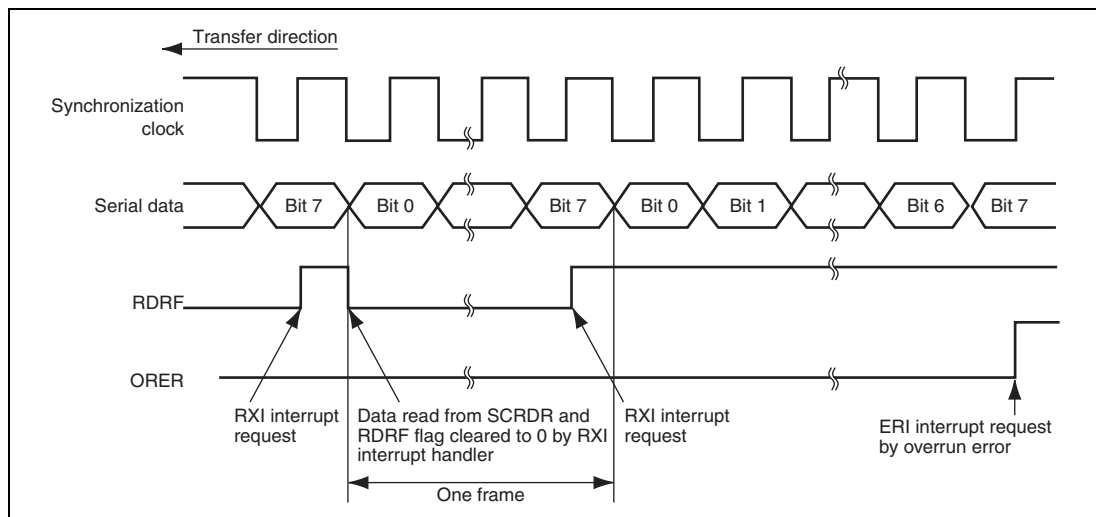 Transfer direction
Synchronization
clock
Serial data
Bit 7
Bit 0
Bit 7
Bit 0
Bit 1
Bit 6
Bit 7
RDRF
ORER
RXI interrupt
request
Data read from SCRDR and
RDRF flag cleared to 0 by RXI
interrupt handler
RXI interrupt
request
ERI interrupt request
by overrun error
One frame